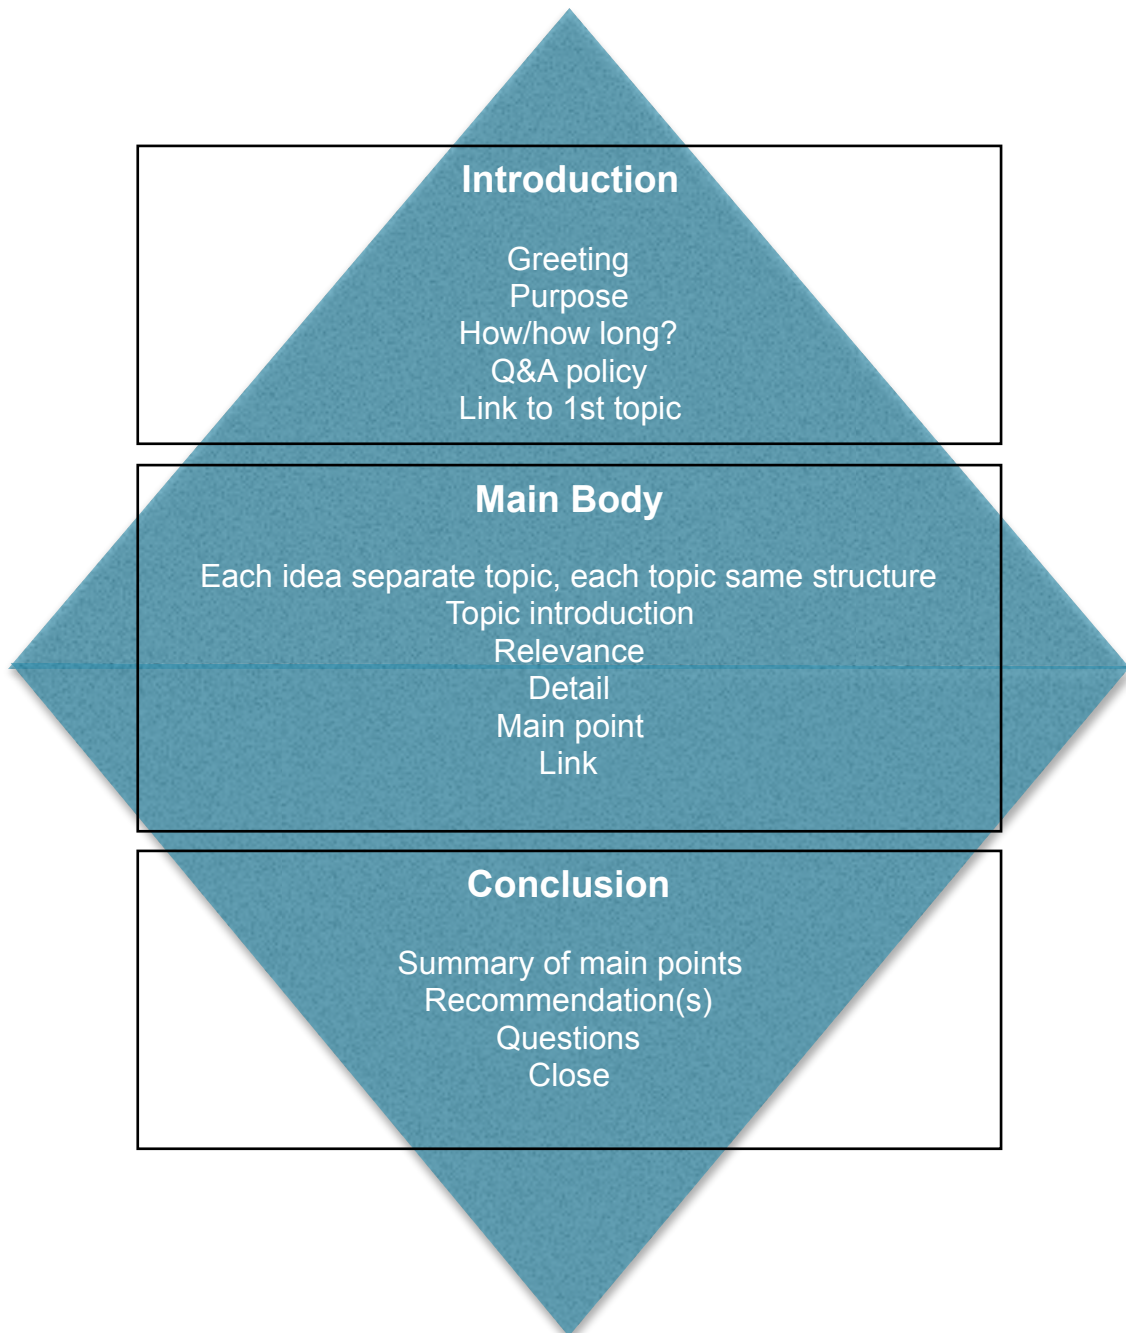 Introduction
Greeting
Purpose
How/how long?
Q&A policy
Link to 1st topic
Main Body
Each idea separate topic, each topic same structure
Topic introduction
Relevance
Detail
Main point
Link
Conclusion
Summary of main points
Recommendation(s)
Questions
Close